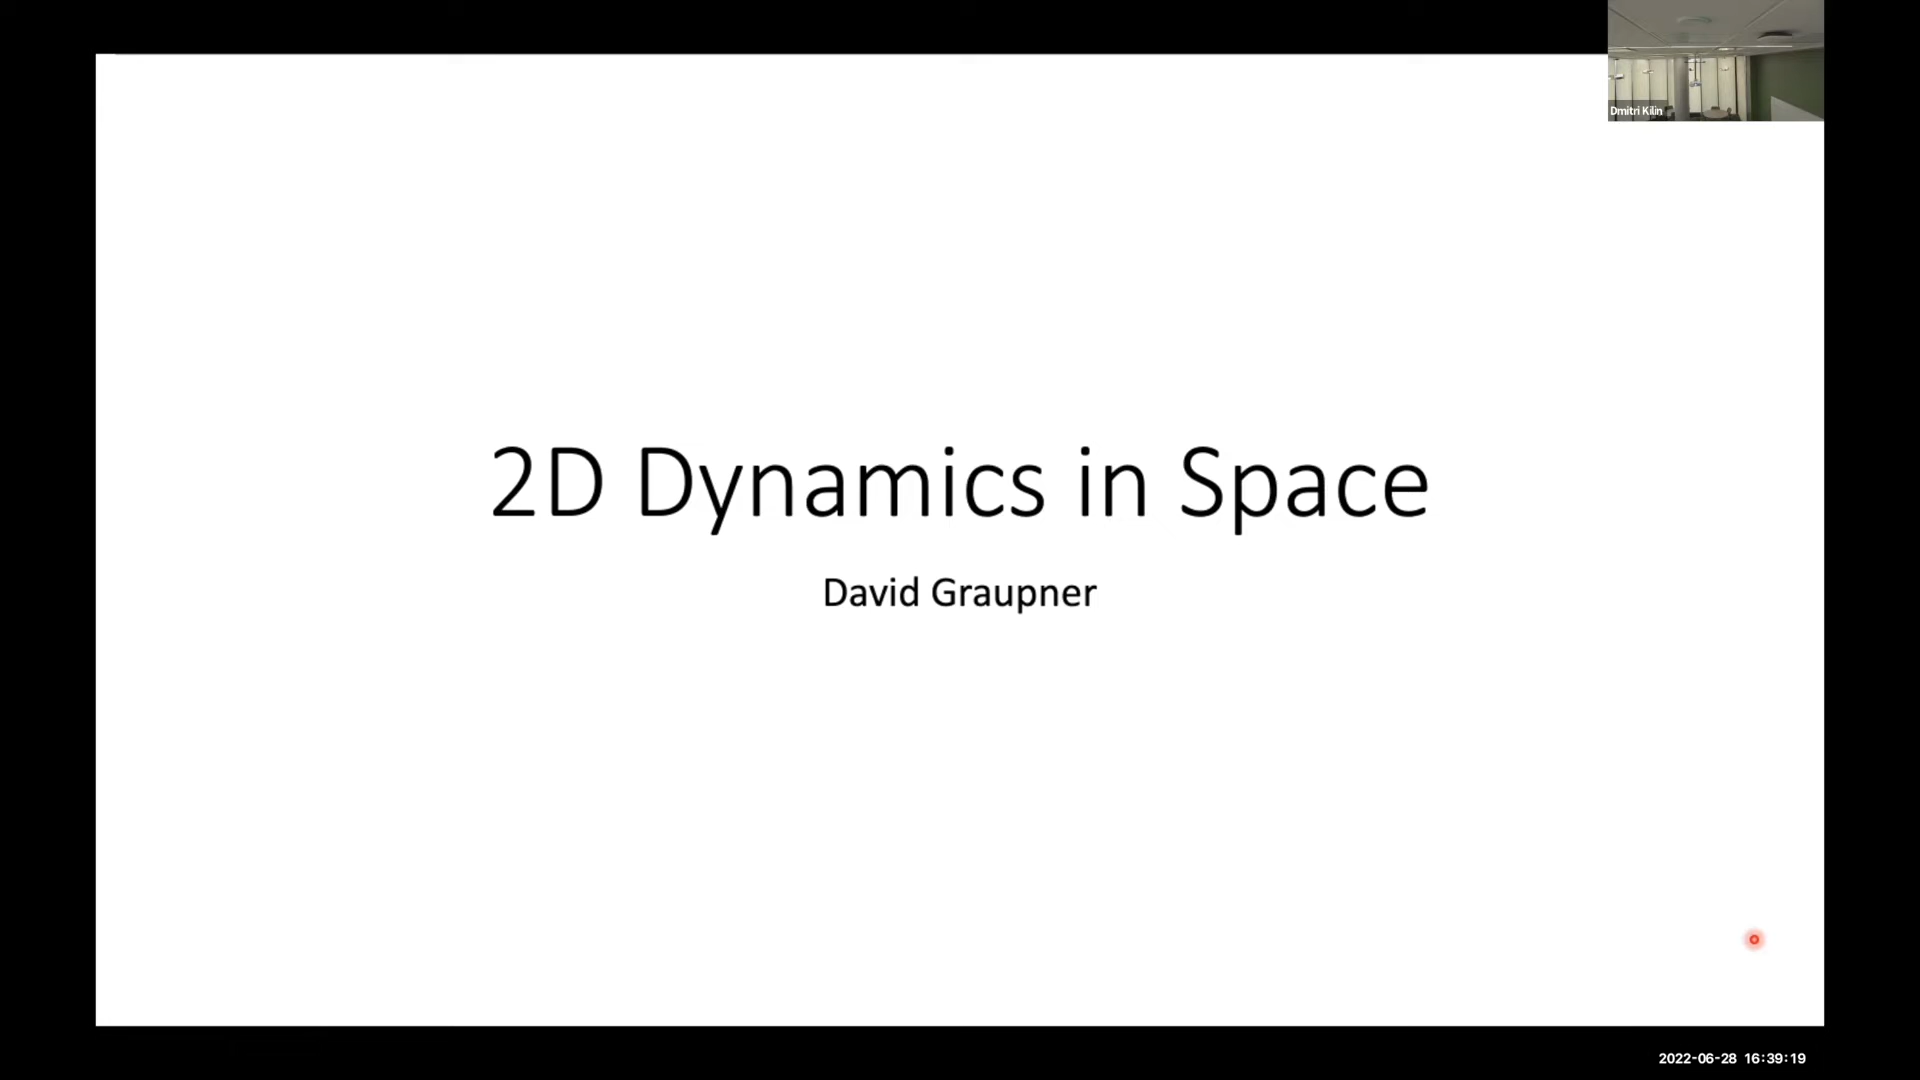 Dmitri Kilin
2D Dynamics in Space
David Graupner
2022-06-28 16:39:19